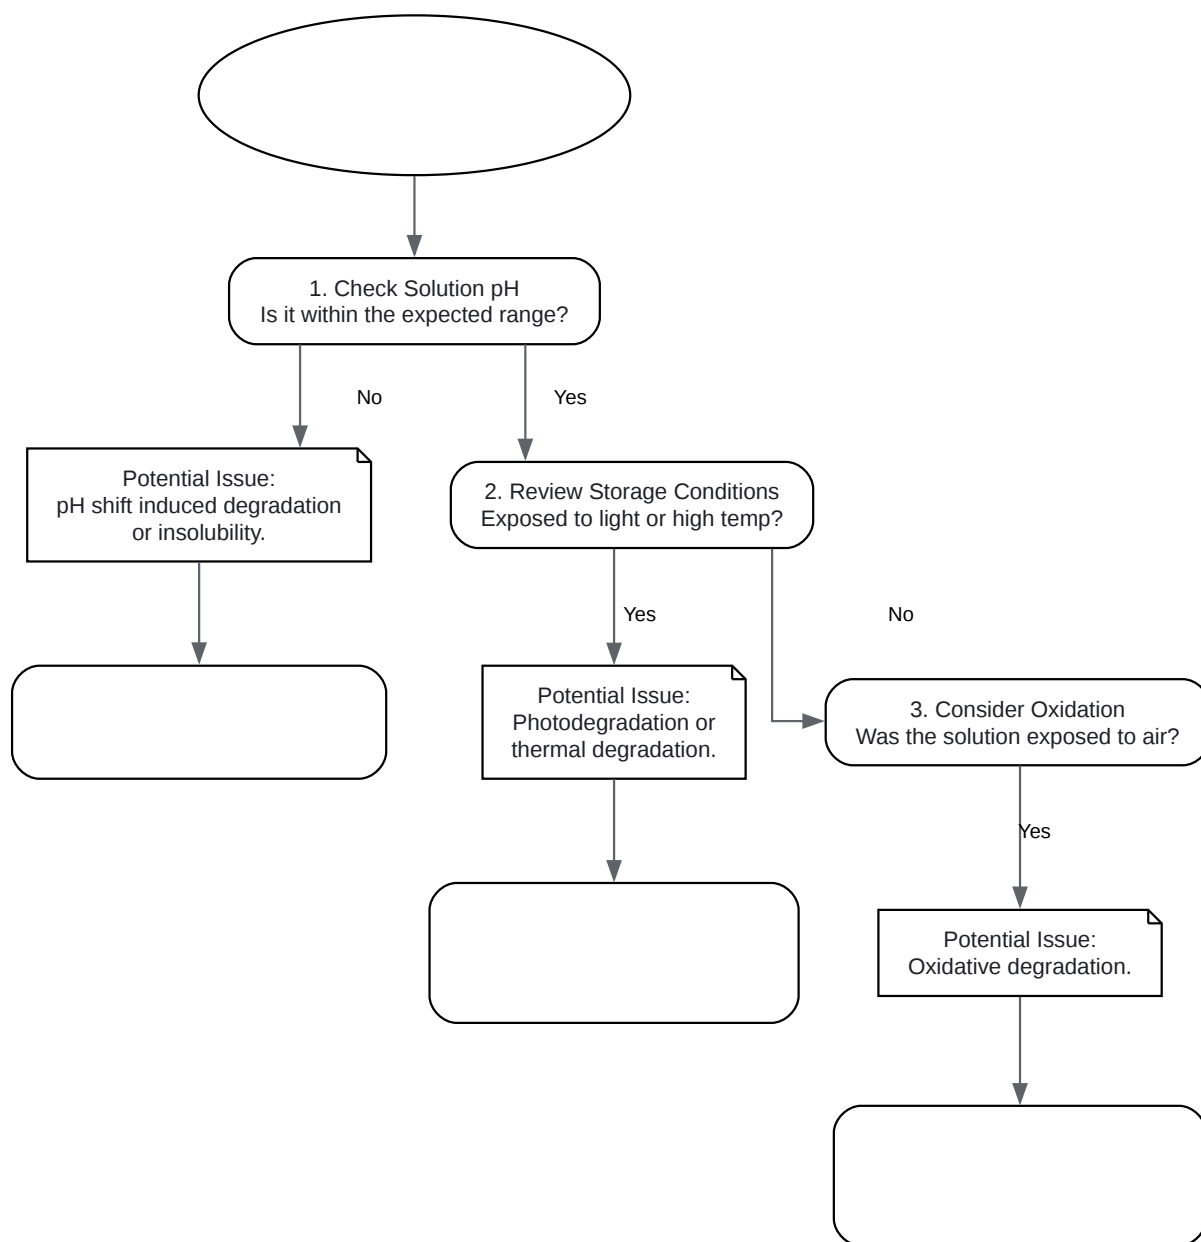 1. Check Solution pH
Is it within the expected range?
No
Yes
Potential Issue:
pH shift induced degradation
or insolubility.
2. Review Storage Conditions
Exposed to light or high temp?
Yes
No
Potential Issue:
Photodegradation or
thermal degradation.
3. Consider Oxidation
Was the solution exposed to air?
Yes
Potential Issue:
Oxidative degradation.